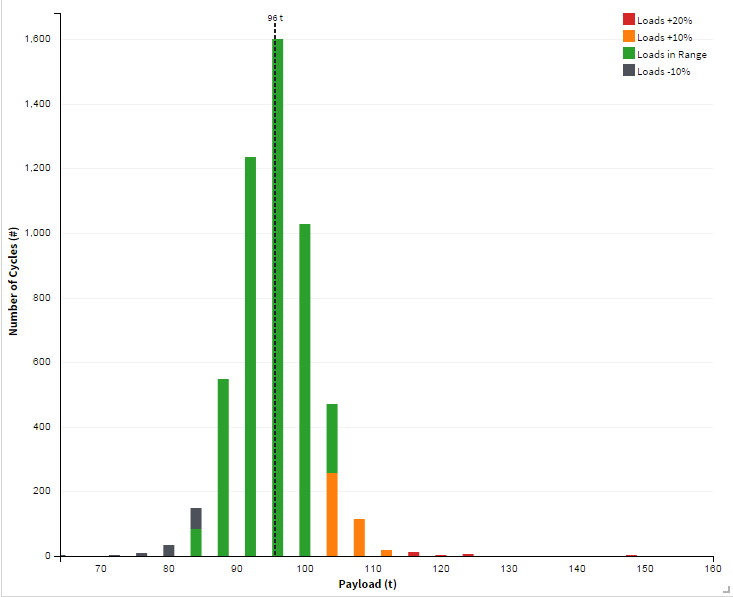 96 t
Loads +20%
Loads +10%
Loads in Range
Loads -10%
1,600
1,400
1,200
1,000
800
600
400
200
0
Number of Cycles (#)
70 80 90 100 110 120 130 140 150 160
Payload (t)